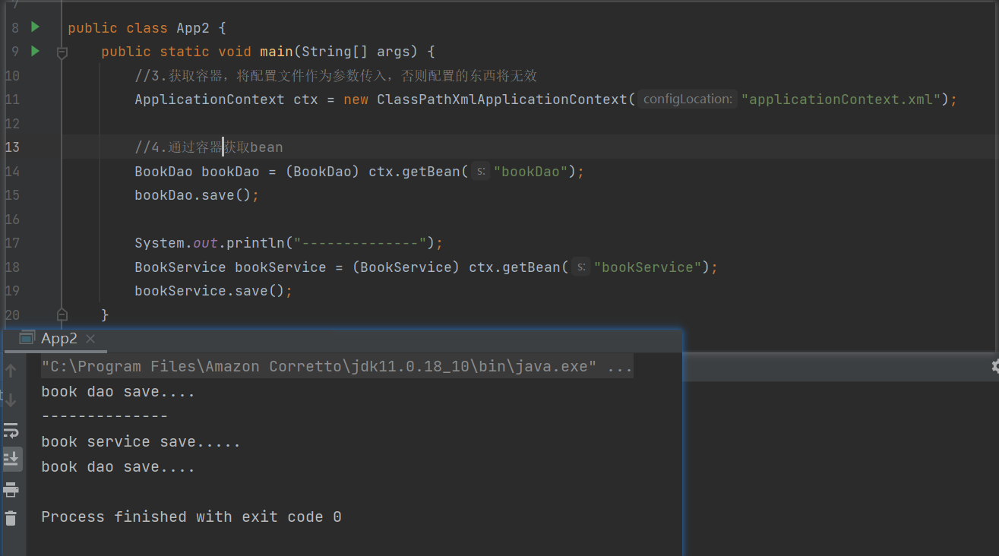 7
8 public class App2 {
9 public static void main(String[] args) {
10 //3.获取容器，将配置文件作为参数传入，否则配置的东西将无效
11 ApplicationContext ctx = new ClassPathXmlApplicationContext( configLocation: "applicationContext.xml");
12
13 //4.通过容器获取bean
14 BookDao bookDao = (BookDao) ctx.getBean( s: "bookDao");
15 bookDao.save();
16
17 System.out.println("--------------");
18 BookService bookService = (BookService) ctx.getBean( s: "bookService");
19 bookService.save();
20 }
App2
"C:\Program Files\Amazon Corretto\jdk11.0.18_10\bin\java.exe" ...
book dao save....
--------------
book service save.....
book dao save....
Process finished with exit code 0